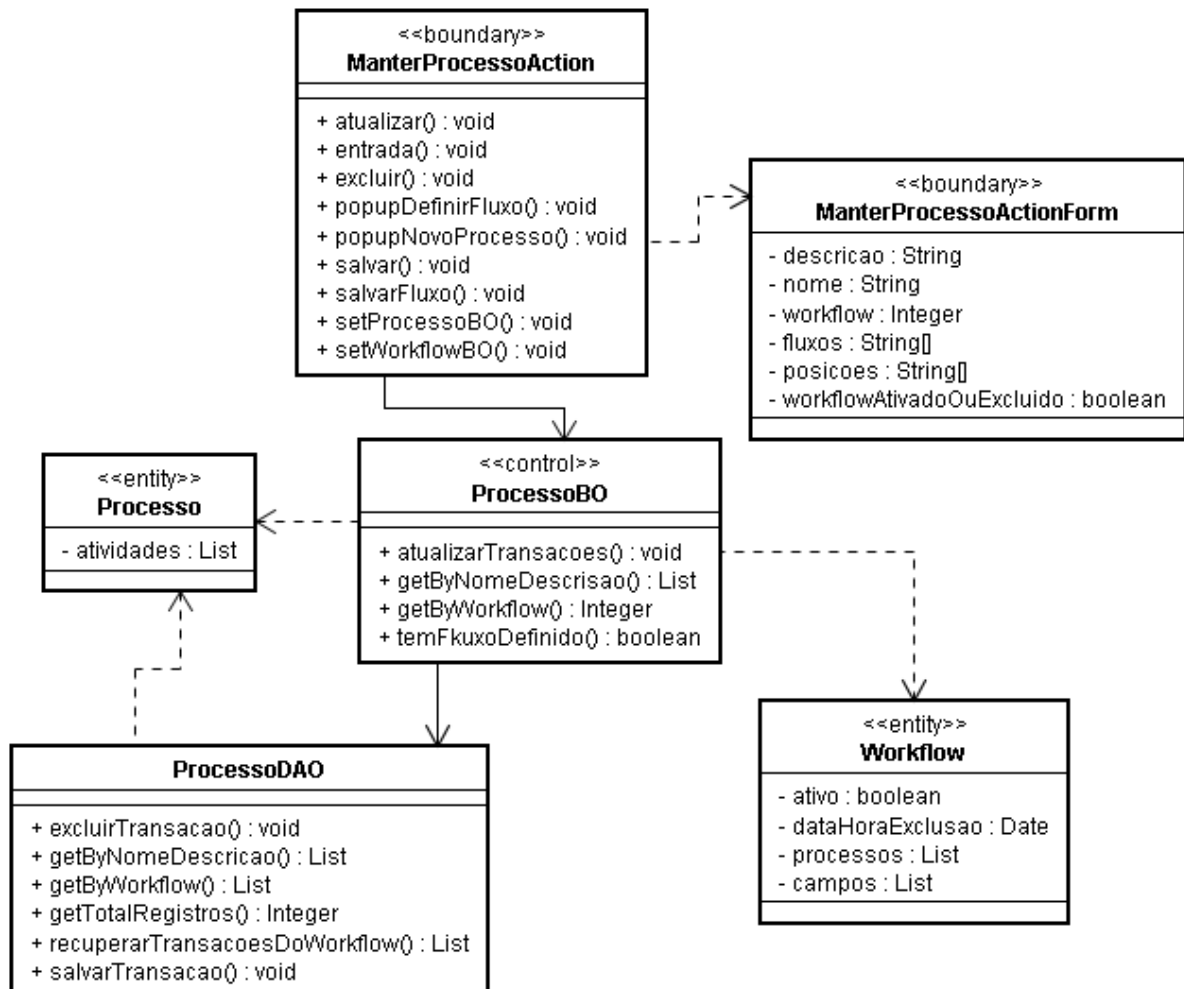 <<boundary>>
ManterProcessoAction
+ atualizar() : void
+ entrada() : void
+ excluir() : void
+ popupDefinirFluxo() : void
+ popupNovoProcesso() : void
+ salvar() : void
+ salvarFluxo() : void
+ setProcessoBO() : void
+ setWorkflowBO() : void
<<boundary>>
ManterProcessoActionForm
- descricao : String
- nome : String
- workflow : Integer
- fluxos : String[]
- posicoes : String[]
- workflowAtivadoOuExcluido : boolean
<<entity>>
Processo
- atividades : List
<<control>>
ProcessoBO
+ atualizarTransacoes() : void
+ getByNomeDescrisao() : List
+ getByWorkflow() : Integer
+ temFkuxoDefinido() : boolean
ProcessoDAO
+ excluirTransacao() : void
+ getByNomeDescricao() : List
+ getByWorkflow() : List
+ getTotalRegistros() : Integer
+ recuperarTransacoesDoWorkflow() : List
+ salvarTransacao() : void
<<entity>>
Workflow
- ativo : boolean
- dataHoraExclusao : Date
- processos : List
- campos : List